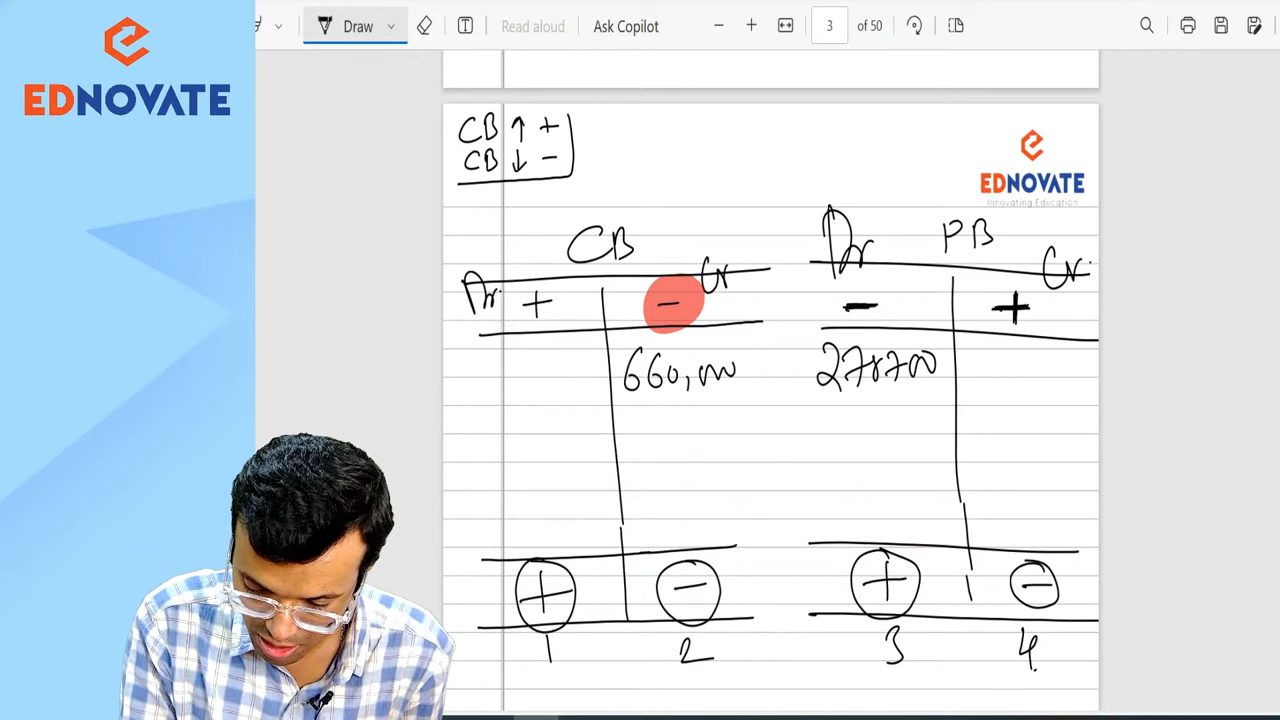 EDNOVATE
Draw
Read aloud
Ask Copilot
3 of 50
CB ↑ +
CB ↓ -
EDNOVATE
Innovating Education
CB
PB
Dr. + - Cr
Dr - + Cr.
660,000
278700
+ - + -
1 2 3 4.